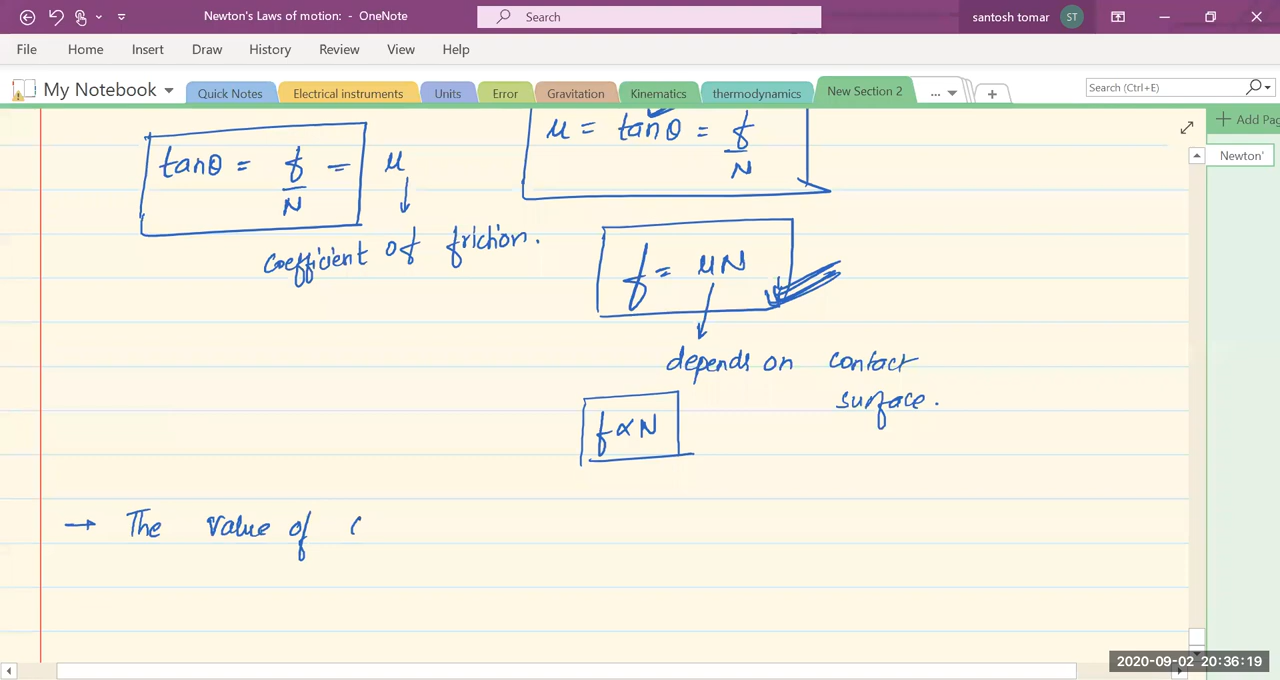 Newton's Laws of motion: - OneNote
Search
santosh tomar ST
File Home Insert Draw History Review View Help
My Notebook
Quick Notes Electrical instruments Units Error Gravitation Kinematics thermodynamics New Section 2 ...
Search (Ctrl+E)
Add Pag
Newton'
tanθ = f/N = μ
coefficient of friction.
μ = tanθ = f/N
f = μN
depends on contact
surface.
f ∝ N
→ The value of
2020-09-02 20:36:19